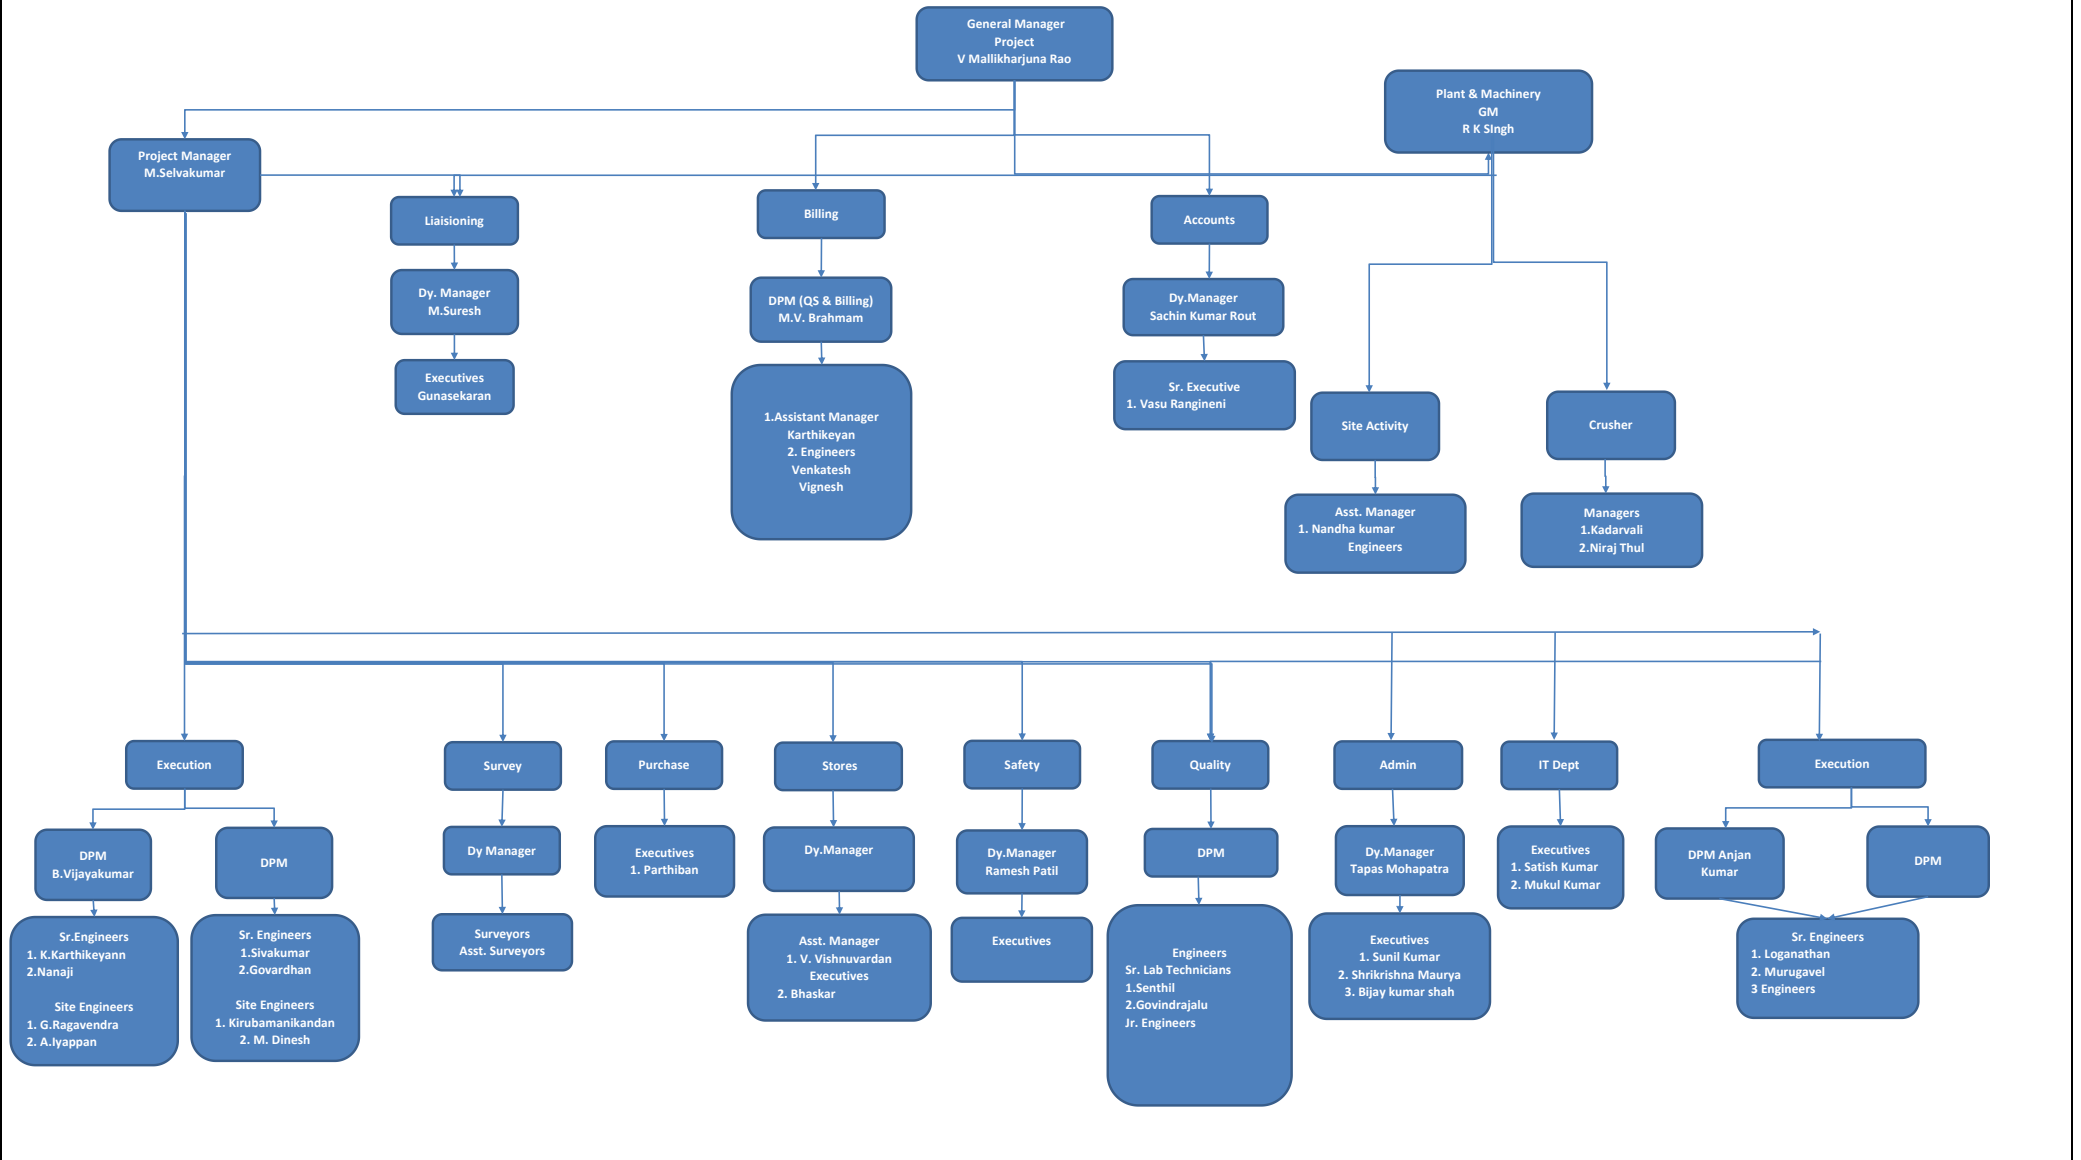 General Manager
Project
V Mallikharjuna Rao
Plant & Machinery
GM
R K SIngh
Project Manager
M.Selvakumar
Liaisioning
Billing
Accounts
Dy. Manager
M.Suresh
DPM (QS & Billing)
M.V. Brahmam
Dy.Manager
Sachin Kumar Rout
Executives
Gunasekaran
1.Assistant Manager
Karthikeyan
2. Engineers
Venkatesh
Vignesh
Sr. Executive
1. Vasu Rangineni
Site Activity
Crusher
Asst. Manager
1. Nandha kumar
Engineers
Managers
1.Kadarvali
2.Niraj Thul
Execution
Survey
Purchase
Stores
Safety
Quality
Admin
IT Dept
Execution
DPM
B.Vijayakumar
DPM
Dy Manager
Executives
1. Parthiban
Dy.Manager
Dy.Manager
Ramesh Patil
DPM
Dy.Manager
Tapas Mohapatra
Executives
1. Satish Kumar
2. Mukul Kumar
DPM Anjan
Kumar
DPM
Sr.Engineers
1. K.Karthikeyann
2.Nanaji
Site Engineers
1. G.Ragavendra
2. A.Iyappan
Sr. Engineers
1.Sivakumar
2.Govardhan
Site Engineers
1. Kirubamanikandan
2. M. Dinesh
Surveyors
Asst. Surveyors
Asst. Manager
1. V. Vishnuvardan
Executives
2. Bhaskar
Executives
Engineers
Sr. Lab Technicians
1.Senthil
2.Govindrajalu
Jr. Engineers
Executives
1. Sunil Kumar
2. Shrikrishna Maurya
3. Bijay kumar shah
Sr. Engineers
1. Loganathan
2. Murugavel
3 Engineers